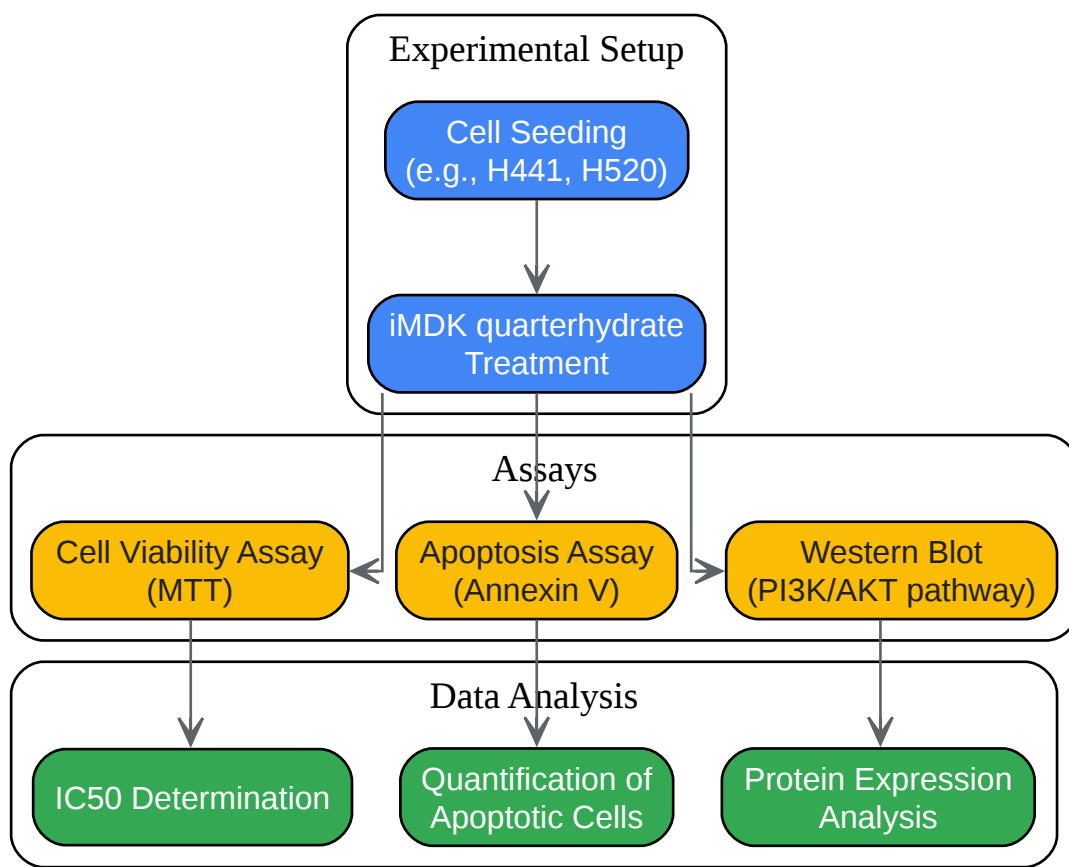 Experimental Setup
Cell Seeding
(e.g., H441, H520)
iMDK quarterhydrate
Treatment
Assays
Cell Viability Assay
(MTT)
Apoptosis Assay
(Annexin V)
Western Blot
(PI3K/AKT pathway)
Data Analysis
IC50 Determination
Quantification of
Apoptotic Cells
Protein Expression
Analysis